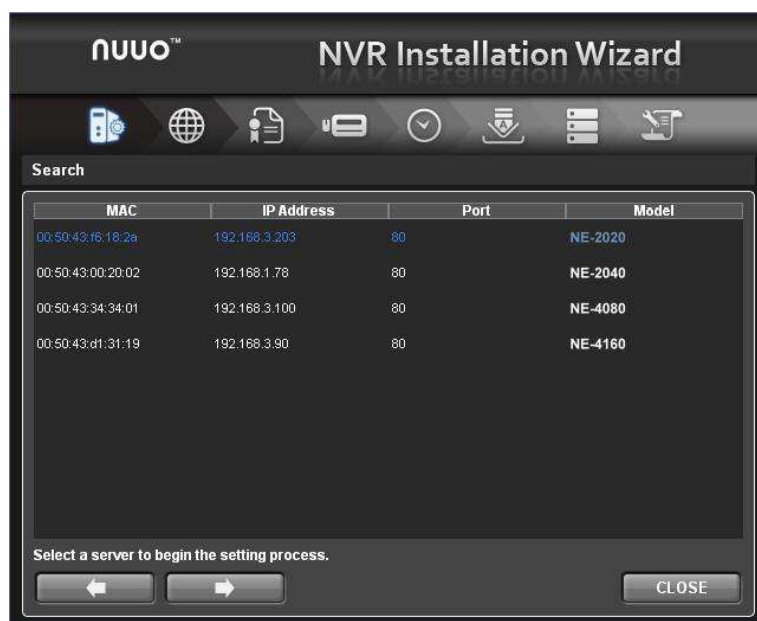 nuuo™
NVR Installation Wizard
Search
MAC IP Address Port Model
00:50:43:f6:18:2a 192.168.3.203 80 NE-2020
00:50:43:00:20:02 192.168.1.78 80 NE-2040
00:50:43:34:34:01 192.168.3.100 80 NE-4080
00:50:43:d1:31:19 192.168.3.90 80 NE-4160
Select a server to begin the setting process.
CLOSE